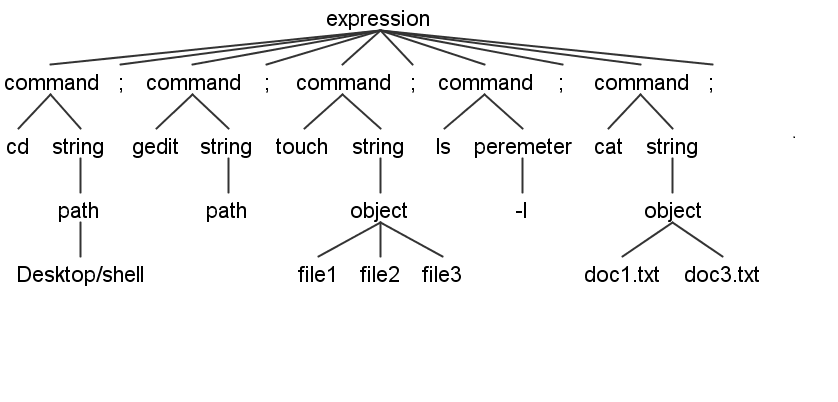 expression
command ; command ; command ; command ; command ;
cd string gedit string touch string ls peremeter cat string
path path object -l object
Desktop/shell file1 file2 file3 doc1.txt doc3.txt